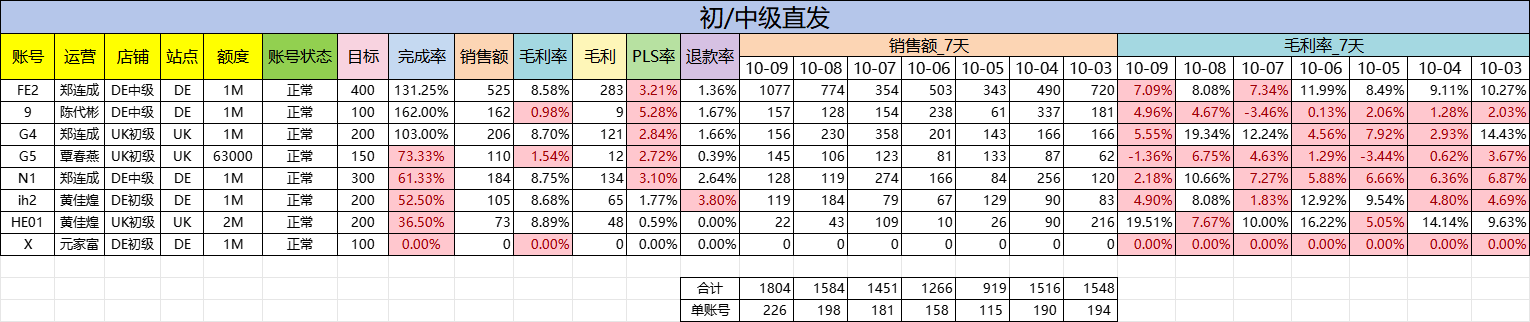 初/中级直发
账号 运营 店铺 站点 额度 账号状态 目标 完成率 销售额 毛利率 毛利 PLS率 退款率 销售额_7天 毛利率_7天
10-09 10-08 10-07 10-06 10-05 10-04 10-03 10-09 10-08 10-07 10-06 10-05 10-04 10-03
FE2 郑连成 DE中级 DE 1M 正常 400 131.25% 525 8.58% 283 3.21% 1.36% 1077 774 354 503 343 490 720 7.09% 8.08% 7.34% 11.99% 8.49% 9.11% 10.27%
9 陈代彬 DE中级 DE 1M 正常 100 162.00% 162 0.98% 9 5.28% 1.67% 157 128 154 238 61 337 181 4.96% 4.67% -3.46% 0.13% 2.06% 1.28% 2.03%
G4 郑连成 UK初级 UK 1M 正常 200 103.00% 206 8.70% 121 2.84% 1.66% 156 230 358 201 143 166 166 5.55% 19.34% 12.24% 4.56% 7.92% 2.93% 14.43%
G5 覃春燕 UK初级 UK 63000 正常 150 73.33% 110 1.54% 12 2.72% 0.39% 145 106 123 81 133 87 62 -1.36% 6.75% 4.63% 1.29% -3.44% 0.62% 3.67%
N1 郑连成 DE中级 DE 1M 正常 300 61.33% 184 8.75% 134 3.10% 2.64% 128 119 274 166 84 256 120 2.18% 10.66% 7.27% 5.88% 6.66% 6.36% 6.87%
ih2 黄佳煌 DE初级 DE 1M 正常 200 52.50% 105 8.68% 65 1.77% 3.80% 119 184 79 67 129 90 83 4.90% 8.08% 1.83% 12.92% 9.54% 4.80% 4.69%
HE01 黄佳煌 UK初级 UK 2M 正常 200 36.50% 73 8.89% 48 0.59% 0.00% 22 43 109 10 26 90 216 19.51% 7.67% 10.00% 16.22% 5.05% 14.14% 9.63%
X 元家富 DE初级 DE 1M 正常 100 0.00% 0 0.00% 0 0.00% 0.00% 0 0 0 0 0 0 0 0.00% 0.00% 0.00% 0.00% 0.00% 0.00% 0.00%
合计 1804 1584 1451 1266 919 1516 1548
单账号 226 198 181 158 115 190 194